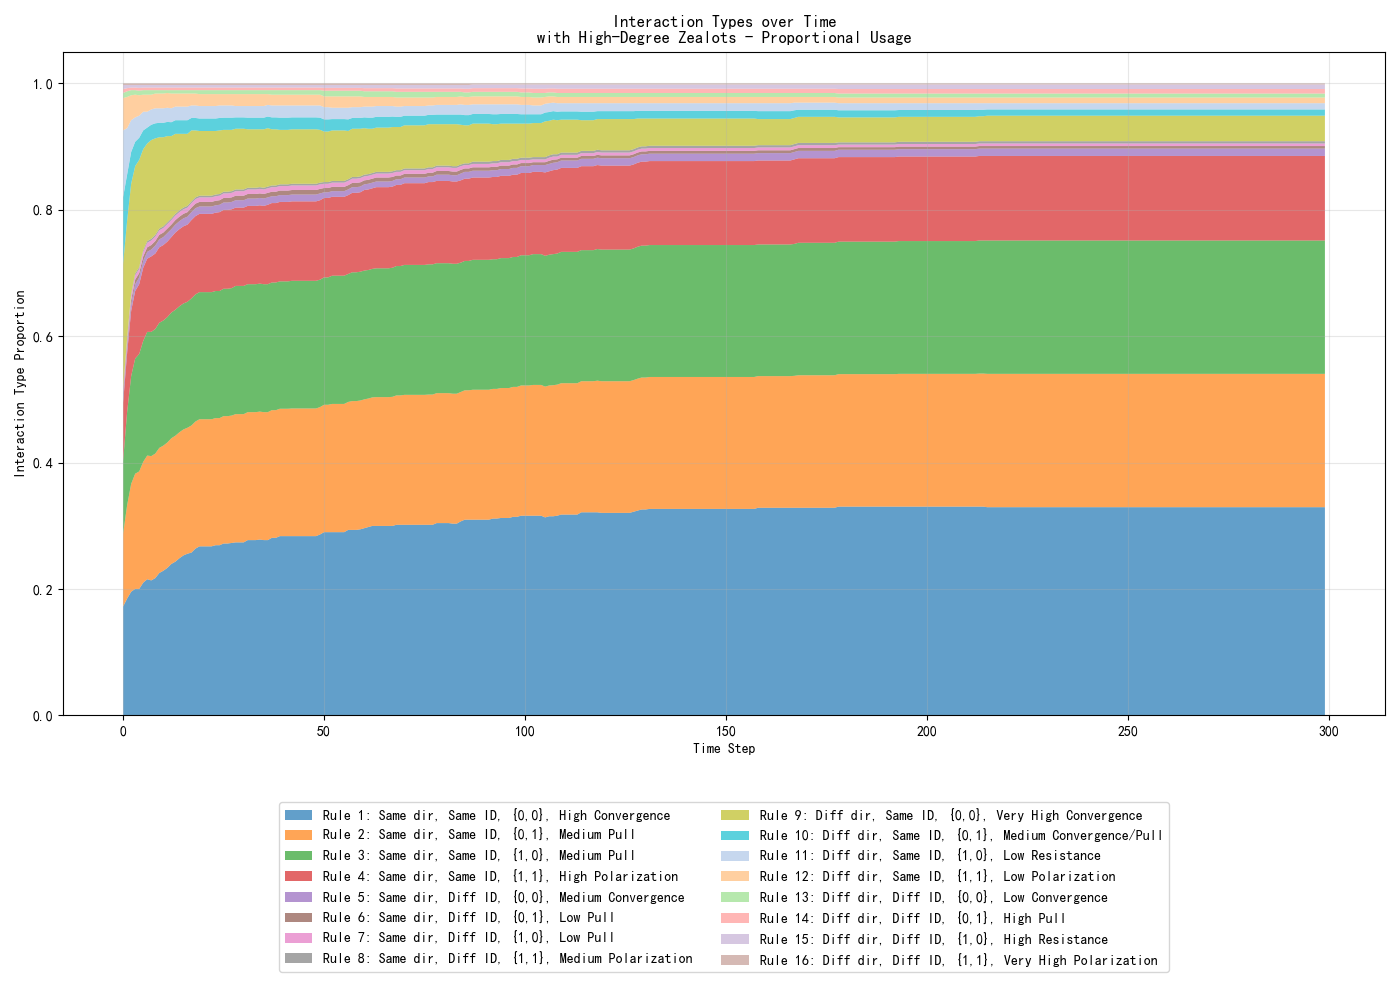 Interaction Types over Time
with High-Degree Zealots - Proportional Usage
Interaction Type Proportion
1.0
0.8
0.6
0.4
0.2
0.0
0
50
100
150
200
250
300
Time Step
Rule 1: Same dir, Same ID, {0,0}, High Convergence
Rule 2: Same dir, Same ID, {0,1}, Medium Pull
Rule 3: Same dir, Same ID, {1,0}, Medium Pull
Rule 4: Same dir, Same ID, {1,1}, High Polarization
Rule 5: Same dir, Diff ID, {0,0}, Medium Convergence
Rule 6: Same dir, Diff ID, {0,1}, Low Pull
Rule 7: Same dir, Diff ID, {1,0}, Low Pull
Rule 8: Same dir, Diff ID, {1,1}, Medium Polarization
Rule 9: Diff dir, Same ID, {0,0}, Very High Convergence
Rule 10: Diff dir, Same ID, {0,1}, Medium Convergence/Pull
Rule 11: Diff dir, Same ID, {1,0}, Low Resistance
Rule 12: Diff dir, Same ID, {1,1}, Low Polarization
Rule 13: Diff dir, Diff ID, {0,0}, Low Convergence
Rule 14: Diff dir, Diff ID, {0,1}, High Pull
Rule 15: Diff dir, Diff ID, {1,0}, High Resistance
Rule 16: Diff dir, Diff ID, {1,1}, Very High Polarization